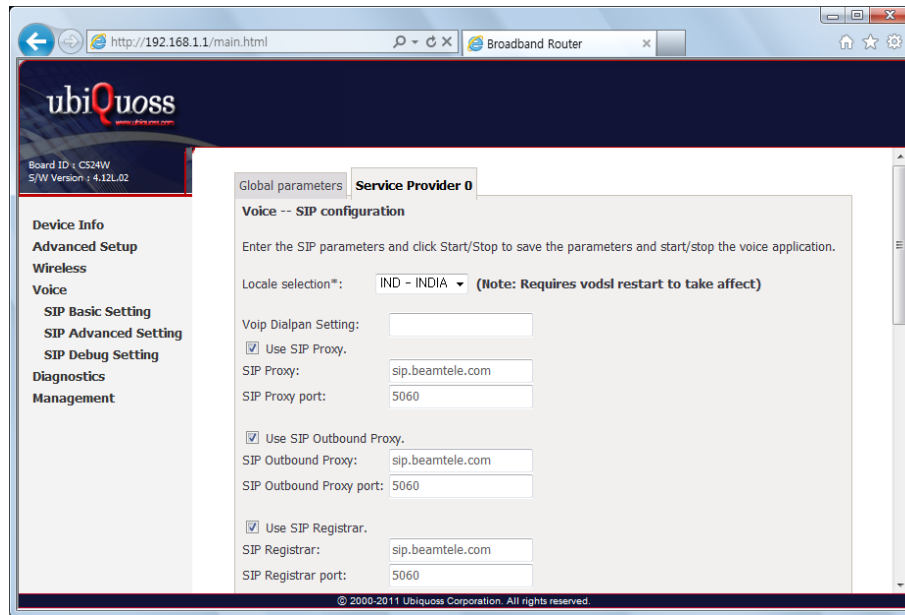 http://192.168.1.1/main.html
Broadband Router
ubiQuoss
www.ubiquoss.com
Board ID : C524W
S/W Version : 4.12L.02
Device Info
Advanced Setup
Wireless
Voice
SIP Basic Setting
SIP Advanced Setting
SIP Debug Setting
Diagnostics
Management
Global parameters
Service Provider 0
Voice -- SIP configuration
Enter the SIP parameters and click Start/Stop to save the parameters and start/stop the voice application.
Locale selection*: IND - INDIA (Note: Requires vodsl restart to take affect)
Voip Dialpan Setting:
Use SIP Proxy.
SIP Proxy: sip.beamtele.com
SIP Proxy port: 5060
Use SIP Outbound Proxy.
SIP Outbound Proxy: sip.beamtele.com
SIP Outbound Proxy port: 5060
Use SIP Registrar.
SIP Registrar: sip.beamtele.com
SIP Registrar port: 5060
© 2000-2011 Ubiquoss Corporation. All rights reserved.